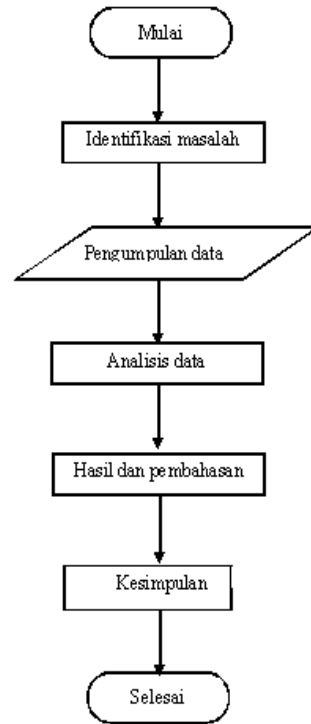 Mulai
Identifikasi masalah
Pengumpulan data
Analisis data
Hasil dan pembahasan
Kesimpulan
Selesai